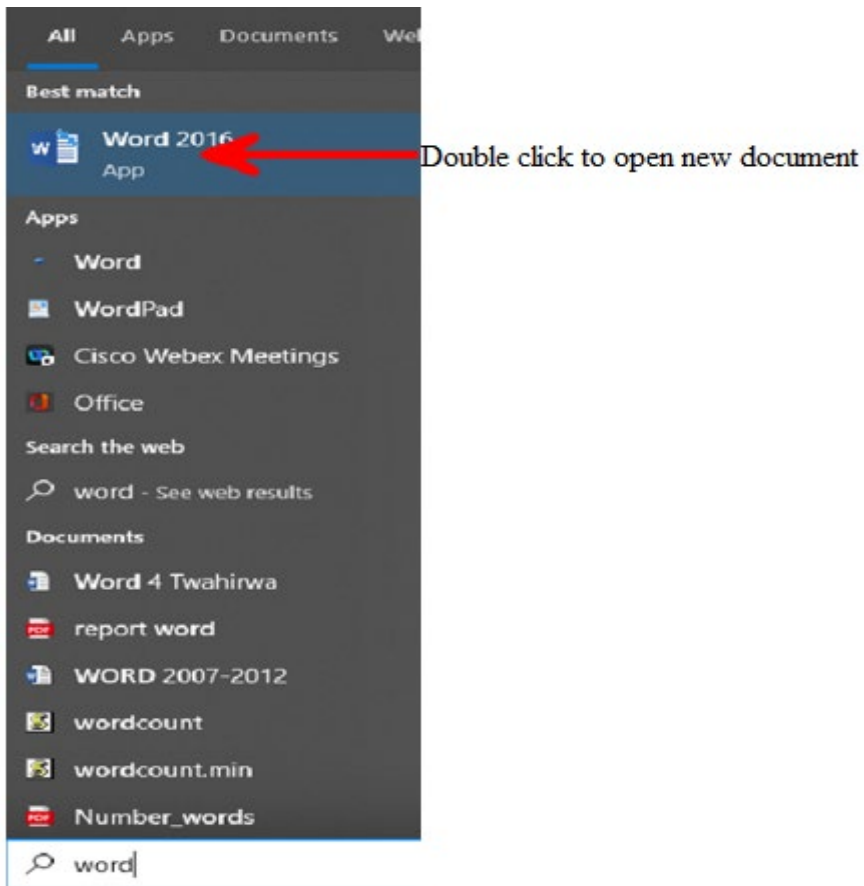 All Apps Documents Wel
Best match
Word 2016
App
Double click to open new document
Apps
Word
WordPad
Cisco Webex Meetings
Office
Search the web
word - See web results
Documents
Word 4 Twahirwa
report word
WORD 2007-2012
wordcount
wordcount.min
Number_words
word